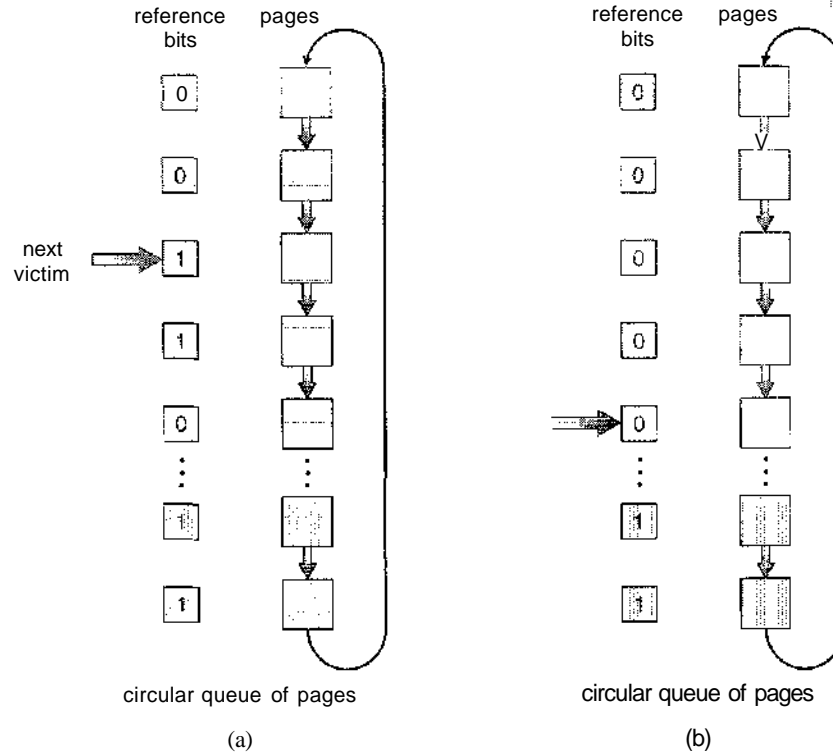 reference pages
bits
0
0
next
victim
1
1
0
1
1
circular queue of pages
(a)
reference pages
bits
0
0
0
0
0
1
1
circular queue of pages
(b)